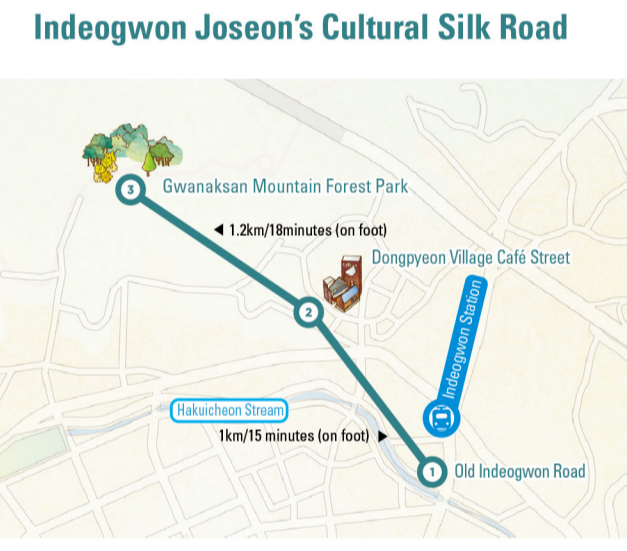 Indeogwon Joseon's Cultural Silk Road
3
Gwanaksan Mountain Forest Park
◀ 1.2km/18minutes (on foot)
Dongpyeon Village Café Street
2
Indeogwon Station
Hakuicheon Stream
1km/15 minutes (on foot) ▶
1
Old Indeogwon Road